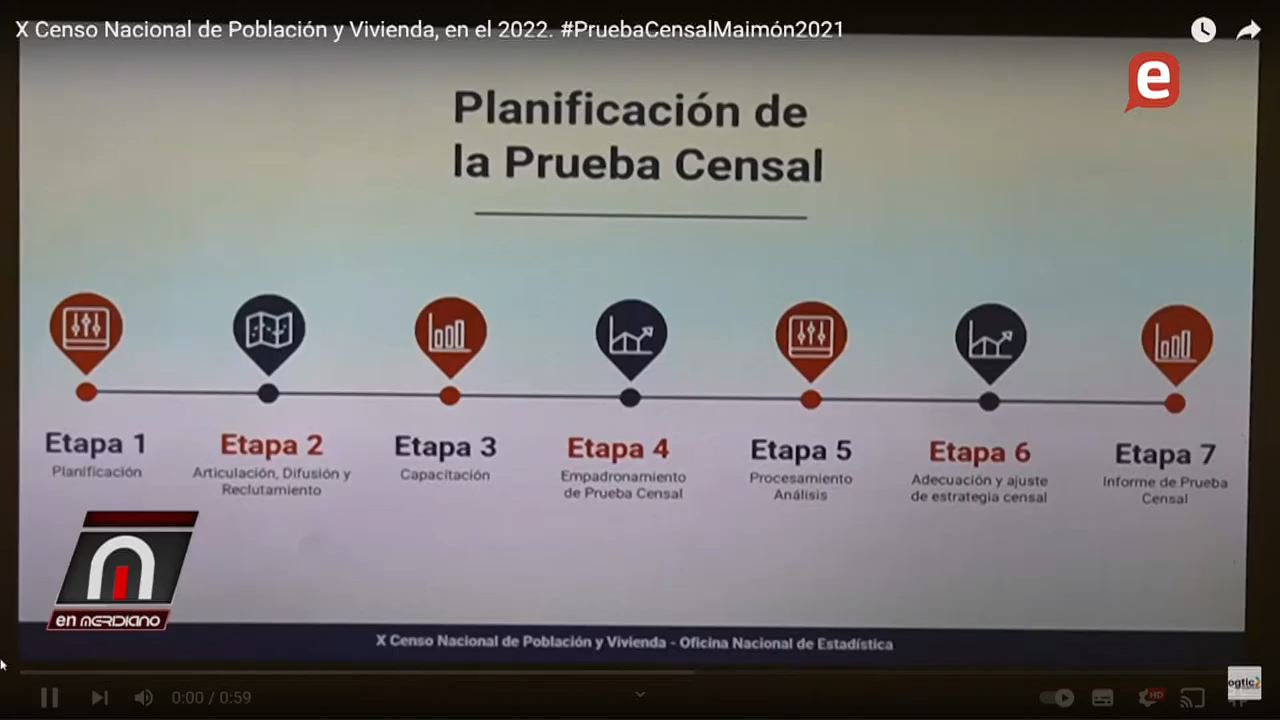 X Censo Nacional de Población y Vivienda, en el 2022. #PruebaCensalMaimón2021
e
Planificación de
la Prueba Censal
Etapa 1
Planificación
Etapa 2
Articulación, Difusión y
Reclutamiento
Etapa 3
Capacitación
Etapa 4
Empadronamiento
de Prueba Censal
Etapa 5
Procesamiento
Análisis
Etapa 6
Adecuación y ajuste
de estrategia censal
Etapa 7
Informe de Prueba
Censal
en MERDIANO
X Censo Nacional de Población y Vivienda - Oficina Nacional de Estadística
0:00 / 0:59
HD
ogtic